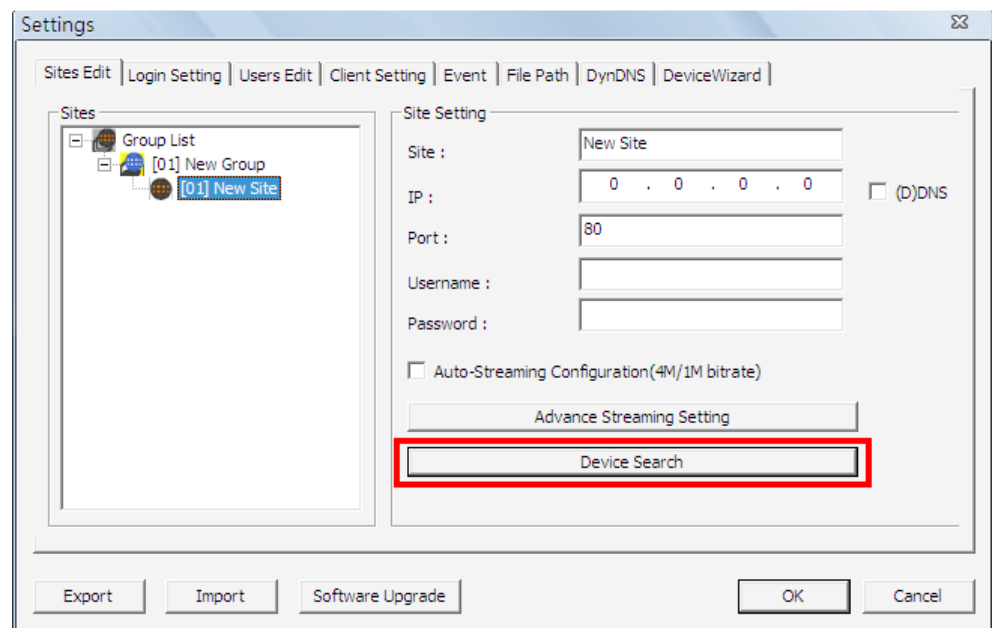 Settings
Sites Edit Login Setting Users Edit Client Setting Event File Path DynDNS DeviceWizard
Sites
Group List
[01] New Group
[01] New Site
Site Setting
Site : New Site
IP : 0 . 0 . 0 . 0 (D)DNS
Port : 80
Username :
Password :
Auto-Streaming Configuration(4M/1M bitrate)
Advance Streaming Setting
Device Search
Export Import Software Upgrade OK Cancel